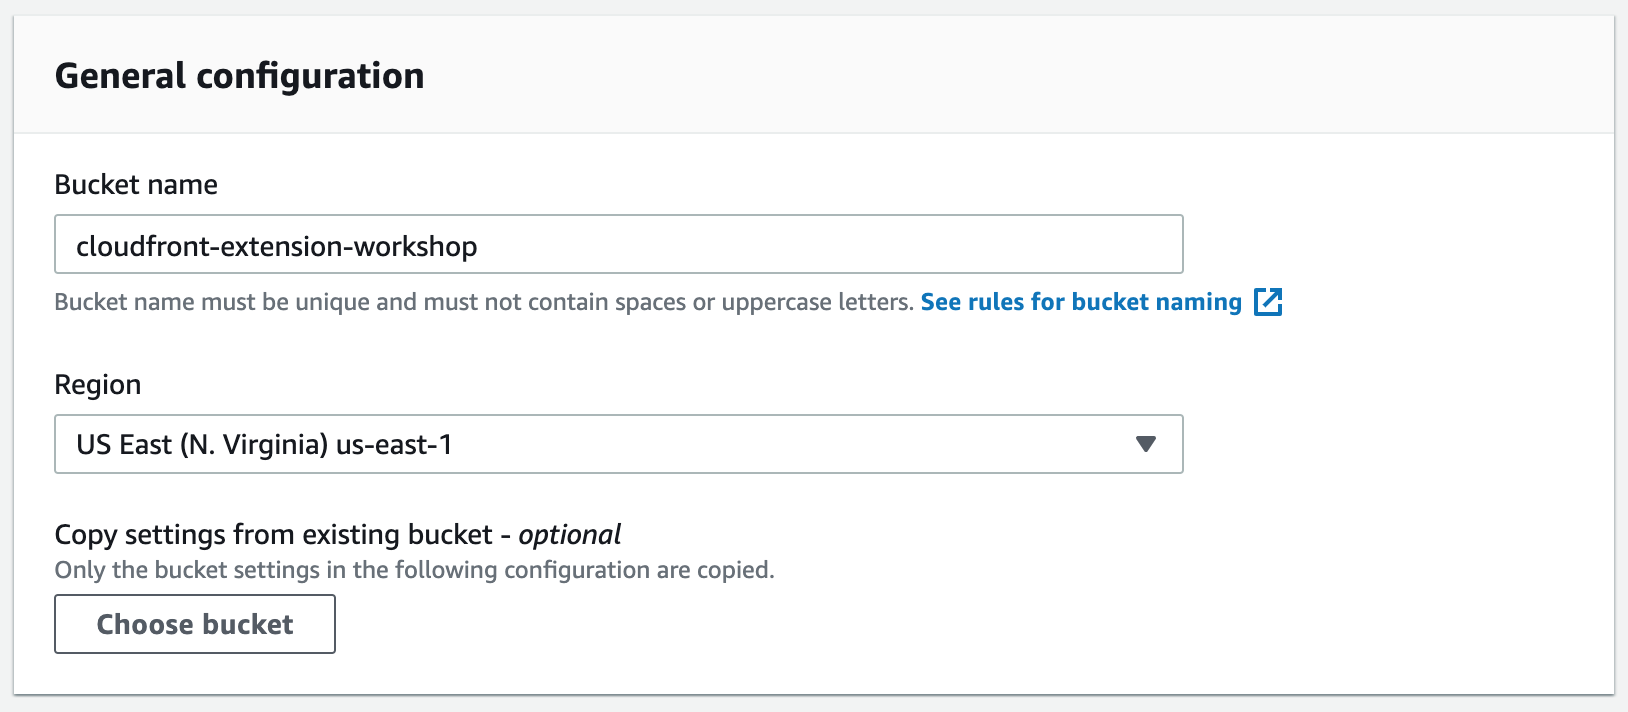 General configuration
Bucket name
cloudfront-extension-workshop
Bucket name must be unique and must not contain spaces or uppercase letters. See rules for bucket naming
Region
US East (N. Virginia) us-east-1
Copy settings from existing bucket - optional
Only the bucket settings in the following configuration are copied.
Choose bucket